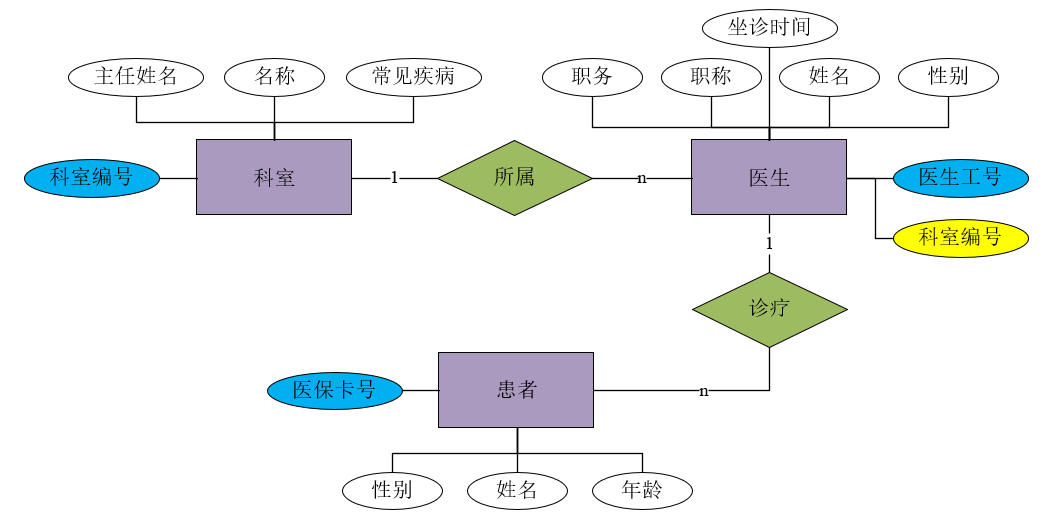 坐诊时间
主任姓名
名称
常见疾病
职务
职称
姓名
性别
科室编号
科室
1
所属
n
医生
医生工号
科室编号
1
诊疗
医保卡号
患者
n
性别
姓名
年龄